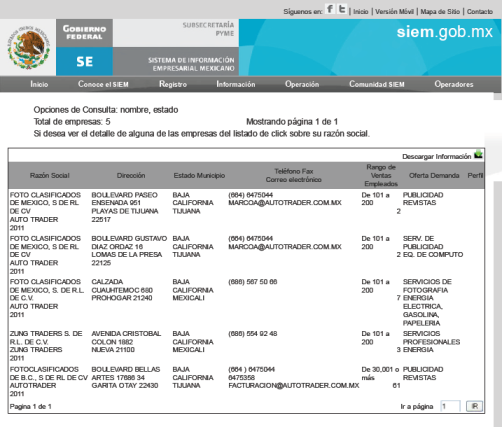 Síguenos en: | Inicio | Versión Móvil | Mapa de Sitio | Contacto
GOBIERNO FEDERAL
SUBSECRETARÍA PYME
siem.gob.mx
SE
SISTEMA DE INFORMACIÓN EMPRESARIAL MEXICANO
Inicio Conoce el SIEM Registro Información Operación Comunidad SIEM Operadores
Opciones de Consulta: nombre, estado
Total de empresas: 5 Mostrando página 1 de 1
Si desea ver el detalle de alguna de las empresas del listado de click sobre su razón social.
Descargar Información
Razón Social Dirección Estado Municipio Teléfono Fax Correo electrónico Rango de Ventas Empleados Oferta Demanda Perfil
FOTO CLASIFICADOS BOULEVARD PASEO BAJA (664) 6475044 De 101 a PUBLICIDAD
DE MEXICO, S DE RL ENSENADA 951 CALIFORNIA MARCOA@AUTOTRADER.COM.MX 200 REVISTAS
DE CV PLAYAS DE TIJUANA TIJUANA 2
AUTO TRADER 22517
2011
FOTO CLASIFICADOS BOULEVARD GUSTAVO BAJA (664) 6475044 De 101 a SERV. DE
DE MEXICO, S DE RL DIAZ ORDAZ 16 CALIFORNIA MARCOA@AUTOTRADER.COM.MX 200 PUBLICIDAD
DE CV LOMAS DE LA PRESA TIJUANA 2 EQ. DE COMPUTO
AUTO TRADER 22125
2011
FOTO CLASIFICADOS CALZADA BAJA (686) 567 50 66 De 101 a SERVICIOS DE
DE MEXICO, S. DE R.L. CUAUHTEMOC 680 CALIFORNIA 200 FOTOGRAFIA
DE C.V. PROHOGAR 21240 MEXICALI 7 ENERGIA
AUTO TRADER ELECTRICA,
2011 GASOLINA,
PAPELERIA
ZUNG TRADERS S. DE AVENIDA CRISTOBAL BAJA (686) 554 92 48 De 101 a SERVICIOS
R.L. DE C.V. COLON 1882 CALIFORNIA 200 PROFESIONALES
ZUNG TRADERS NUEVA 21100 MEXICALI 3 ENERGIA
2011
FOTOCLASIFICADOS BOULEVARD BELLAS BAJA (664 ) 6475044 De 30,001 o PUBLICIDAD
DE B.C., S DE RL DE CV ARTES 17686 34 CALIFORNIA 6475358 más REVISTAS
AUTOTRADER GARITA OTAY 22430 TIJUANA FACTURACION@AUTOTRADER.COM.MX 61
2011
Pagina 1 de 1 Ir a página 1 IR